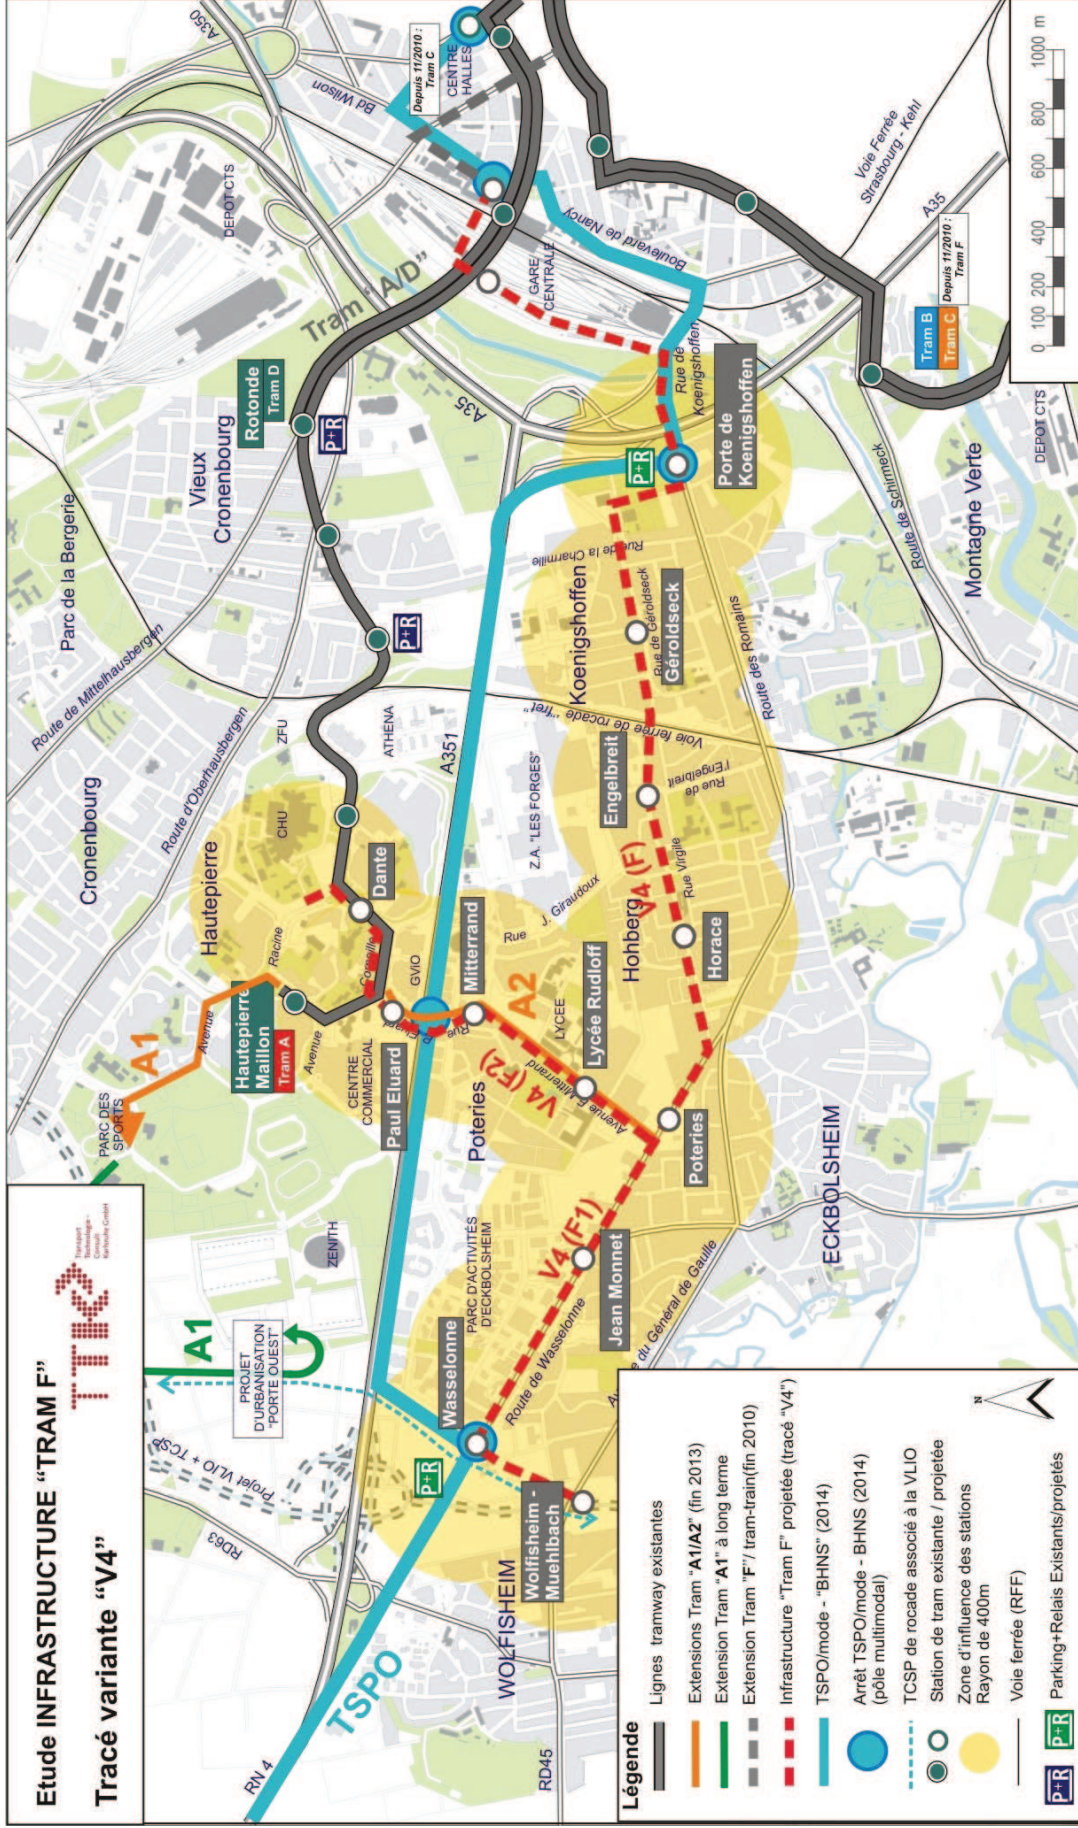 Etude INFRASTRUCTURE “TRAM F”
Tracé variante “V4”
TTK
Transport
Technologie-
Consult
Karlsruhe GmbH
RN 4
TSPO
RD63
Projet VLIO + TCSP
A1
PROJET
D'URBANISATION
"PORTE OUEST"
ZENITH
PARC DES
SPORTS
A1
Avenue
Racine
Hautepierre
Maillon
Tram A
Avenue
Corneille
Hautepierre
CHU
Dante
Cronenbourg
Parc de la Bergerie
Route de Mittelhausbergen
Route d'Oberhausbergen
ZFU
ATHENA
P+R
Vieux
Cronenbourg
Rotonde
Tram D
P+R
Tram "A/D"
DEPOT CTS
A350
Bd Wilson
Depuis 11/2010 :
Tram C
CENTRE
HALLES
GARE
CENTRALE
Boulevard de Nancy
A35
Voie Ferrée
Strasbourg - Kehl
A35
Rue de
Koenigshoffen
P+R
Porte de
Koenigshoffen
Tram B
Tram C
Depuis 11/2010 :
Tram F
Route de Schirmeck
Montagne Verte
DEPOT CTS
A351
CENTRE
COMMERCIAL
Paul Eluard
GVIO
Rue
P. Eluard
Mitterrand
A2
Rue
J. Giraudoux
Z.A. "LES FORGES"
Koenigshoffen
Rue de la Charmille
Rue de Géroldseck
Géroldseck
Voie ferrée de rocade "fret"
Engelbreit
Rue de
l'Engelbreit
Route des Romains
V4 (F)
Rue Virgile
Hohberg
Horace
LYCEE
Lycée Rudloff
V4 (F2)
Avenue F. Mitterrand
Poteries
Poteries
PARC D'ACTIVITÉS
D'ECKBOLSHEIM
V4 (F1)
Jean Monnet
Route de Wasselonne
Wasselonne
P+R
Wolfisheim -
Muehlbach
WOLFISHEIM
RD45
ECKBOLSHEIM
du Général de Gaulle
Légende
Lignes tramway existantes
Extensions Tram “A1/A2” (fin 2013)
Extension Tram “A1” à long terme
Extension Tram “F”/ tram-train(fin 2010)
Infrastructure “Tram F” projetée (tracé “V4”)
TSPO/mode - “BHNS” (2014)
Arrêt TSPO/mode - BHNS (2014)
(pôle multimodal)
TCSP de rocade associé à la VLIO
Station de tram existante / projetée
Zone d'influence des stations
Rayon de 400m
Voie ferrée (RFF)
P+R P+R Parking+Relais Existants/projetés
N
0 100 200 400 600 800 1000 m